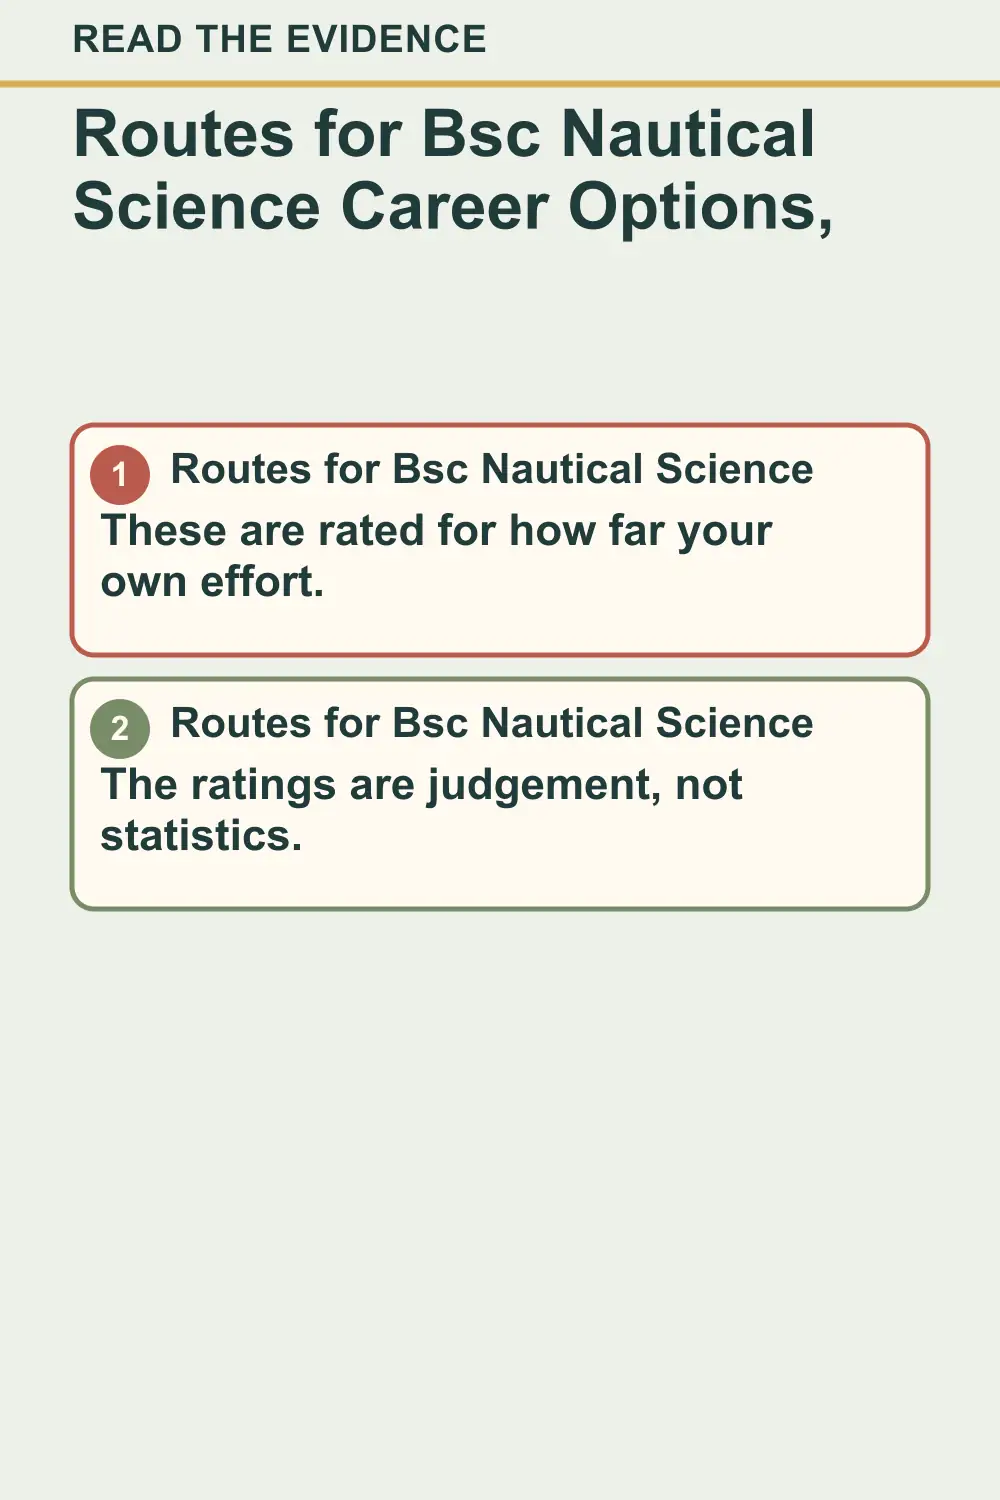 READ THE EVIDENCE
Routes for Bsc Nautical
Science Career Options,
1 Routes for Bsc Nautical Science
These are rated for how far your
own effort.
2 Routes for Bsc Nautical Science
The ratings are judgement, not
statistics.